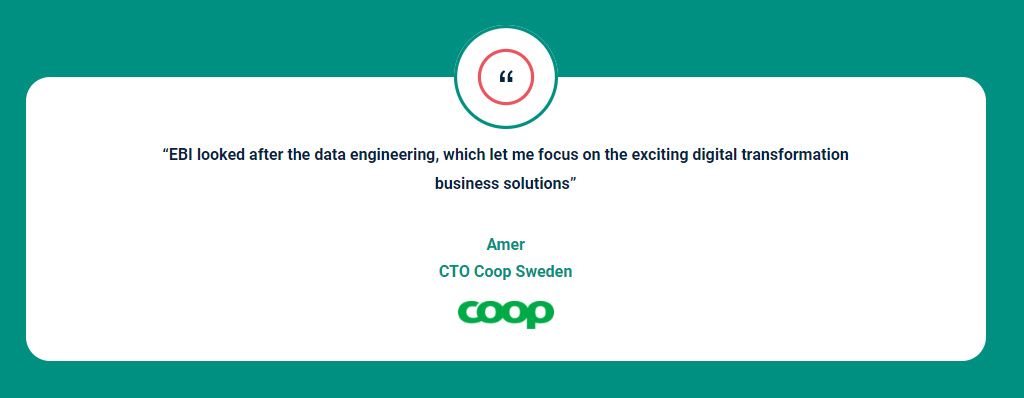 “
“EBI looked after the data engineering, which let me focus on the exciting digital transformation
business solutions”
Amer
CTO Coop Sweden
coop